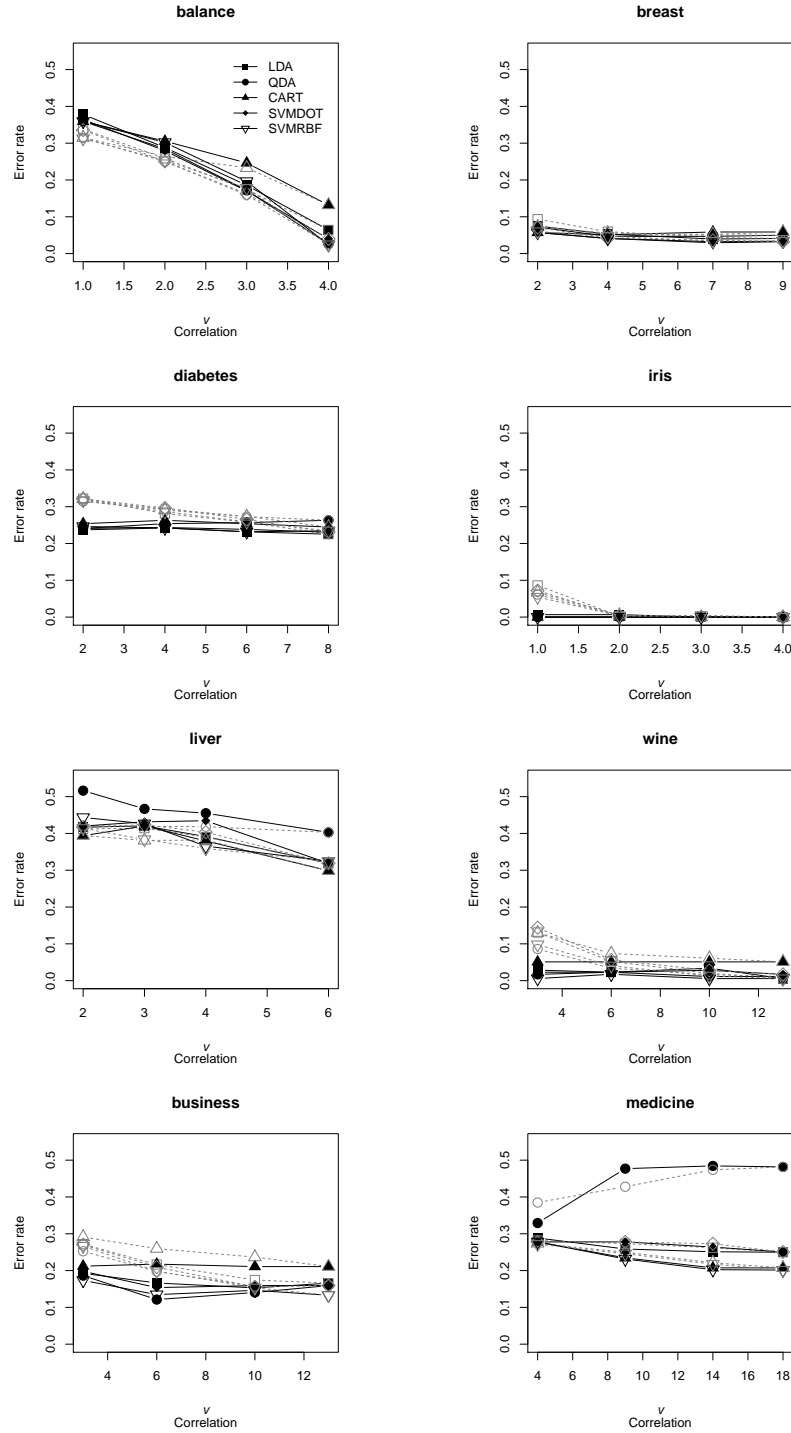 balance
0.5
0.4
0.3
0.2
0.1
0.0
Error rate
LDA
QDA
CART
SVMDOT
SVMRBF
1.0 1.5 2.0 2.5 3.0 3.5 4.0
v
Correlation
breast
0.5
0.4
0.3
0.2
0.1
0.0
Error rate
2 3 4 5 6 7 8 9
v
Correlation
diabetes
0.5
0.4
0.3
0.2
0.1
0.0
Error rate
2 3 4 5 6 7 8
v
Correlation
iris
0.5
0.4
0.3
0.2
0.1
0.0
Error rate
1.0 1.5 2.0 2.5 3.0 3.5 4.0
v
Correlation
liver
0.5
0.4
0.3
0.2
0.1
0.0
Error rate
2 3 4 5 6
v
Correlation
wine
0.5
0.4
0.3
0.2
0.1
0.0
Error rate
4 6 8 10 12
v
Correlation
business
0.5
0.4
0.3
0.2
0.1
0.0
Error rate
4 6 8 10 12
v
Correlation
medicine
0.5
0.4
0.3
0.2
0.1
0.0
Error rate
4 6 8 10 12 14 16 18
v
Correlation